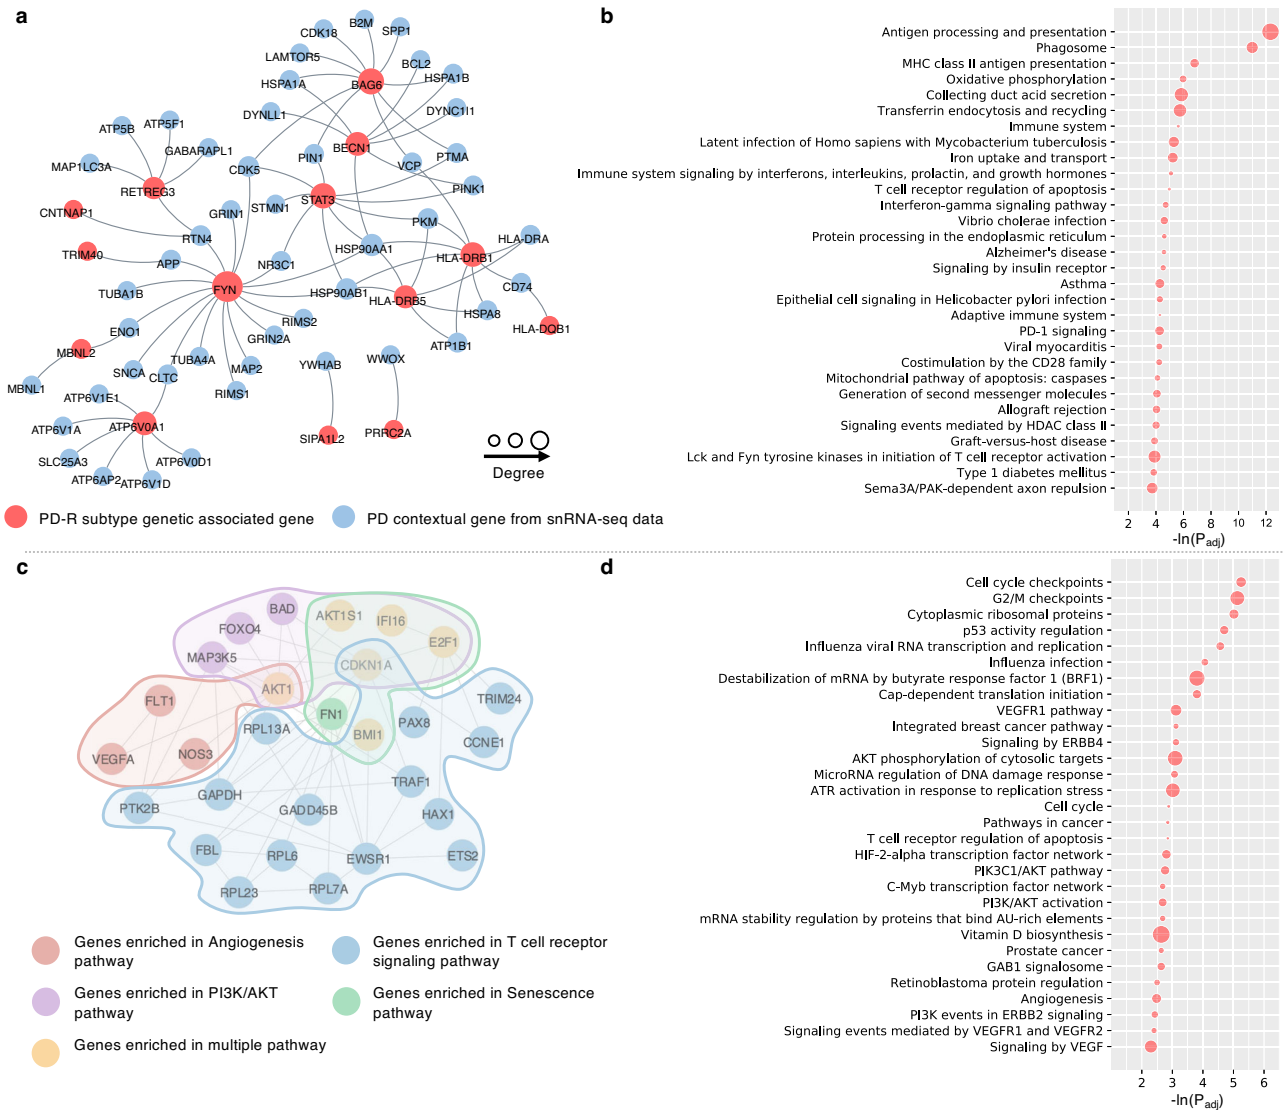 a
B2M
CDK18
SPP1
LAMTOR5
BCL2
HSPA1A
BAG6
HSPA1B
DYNLL1
DYNC1I1
ATP5B
ATP5F1
BECN1
GABARAPL1
PIN1
PTMA
MAP1LC3A
CDK5
VCP
RETREG3
PINK1
STAT3
CNTNAP1
GRIN1
STMN1
PKM
RTN4
HLA-DRA
TRIM40
HSP90AA1
APP
NR3C1
HLA-DRB1
TUBA1B
FYN
HSP90AB1
HLA-DRB5
CD74
RIMS2
HSPA8
ENO1
GRIN2A
HLA-DQB1
MBNL2
TUBA4A
YWHAB
WWOX
ATP1B1
SNCA
CLTC
MAP2
MBNL1
RIMS1
ATP6V1E1
ATP6V1A
ATP6V0A1
SIPA1L2
PRRC2A
SLC25A3
ATP6V0D1
ATP6AP2
ATP6V1D
Degree
PD-R subtype genetic associated gene
PD contextual gene from snRNA-seq data
b
Antigen processing and presentation
Phagosome
MHC class II antigen presentation
Oxidative phosphorylation
Collecting duct acid secretion
Transferrin endocytosis and recycling
Immune system
Latent infection of Homo sapiens with Mycobacterium tuberculosis
Iron uptake and transport
Immune system signaling by interferons, interleukins, prolactin, and growth hormones
T cell receptor regulation of apoptosis
Interferon-gamma signaling pathway
Vibrio cholerae infection
Protein processing in the endoplasmic reticulum
Alzheimer's disease
Signaling by insulin receptor
Asthma
Epithelial cell signaling in Helicobacter pylori infection
Adaptive immune system
PD-1 signaling
Viral myocarditis
Costimulation by the CD28 family
Mitochondrial pathway of apoptosis: caspases
Generation of second messenger molecules
Allograft rejection
Signaling events mediated by HDAC class II
Graft-versus-host disease
Lck and Fyn tyrosine kinases in initiation of T cell receptor activation
Type 1 diabetes mellitus
Sema3A/PAK-dependent axon repulsion
2 4 6 8 10 12
-ln(Padj)
c
BAD
AKT1S1
IFI16
FOXO4
E2F1
MAP3K5
CDKN1A
AKT1
FLT1
TRIM24
FN1
PAX8
RPL13A
BMI1
CCNE1
VEGFA
NOS3
TRAF1
PTK2B
GAPDH
GADD45B
HAX1
FBL
RPL6
EWSR1
ETS2
RPL23
RPL7A
Genes enriched in Angiogenesis
pathway
Genes enriched in T cell receptor
signaling pathway
Genes enriched in PI3K/AKT
pathway
Genes enriched in Senescence
pathway
Genes enriched in multiple pathway
d
Cell cycle checkpoints
G2/M checkpoints
Cytoplasmic ribosomal proteins
p53 activity regulation
Influenza viral RNA transcription and replication
Influenza infection
Destabilization of mRNA by butyrate response factor 1 (BRF1)
Cap-dependent translation initiation
VEGFR1 pathway
Integrated breast cancer pathway
Signaling by ERBB4
AKT phosphorylation of cytosolic targets
MicroRNA regulation of DNA damage response
ATR activation in response to replication stress
Cell cycle
Pathways in cancer
T cell receptor regulation of apoptosis
HIF-2-alpha transcription factor network
PIK3C1/AKT pathway
C-Myb transcription factor network
PI3K/AKT activation
mRNA stability regulation by proteins that bind AU-rich elements
Vitamin D biosynthesis
Prostate cancer
GAB1 signalosome
Retinoblastoma protein regulation
Angiogenesis
PI3K events in ERBB2 signaling
Signaling events mediated by VEGFR1 and VEGFR2
Signaling by VEGF
2 3 4 5 6
-ln(Padj)